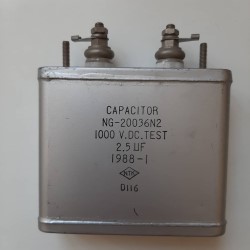 CAPACITOR
NG-20036N2
1000 V.DC.TEST
2.5 UF
1988-1
D116